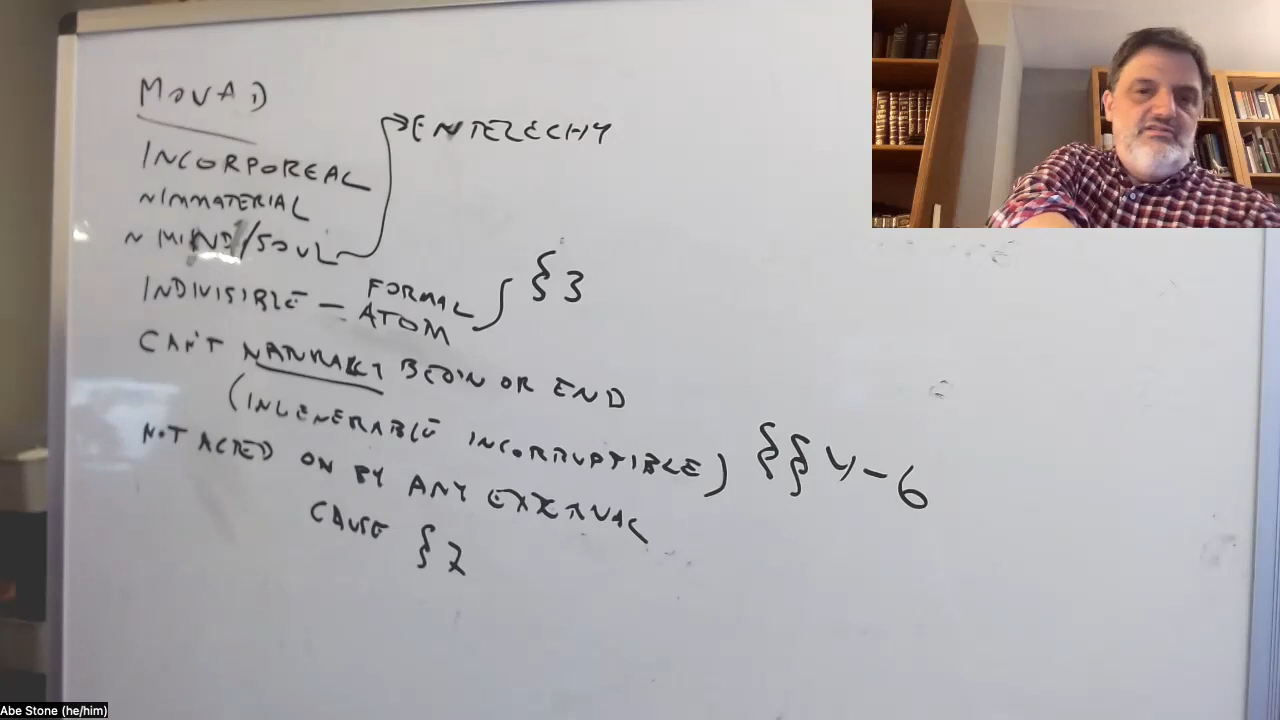 MONAD
→ENTELECHY
INCORPOREAL
~IMMATERIAL
~ MIND/SOUL
INDIVISIBLE — FORMAL ATOM
§ 3
CAN'T NATURALLY BEGIN OR END
(INGENERABLE INCORRUPTIBLE)
§§ 4-6
NOT ACTED ON BY ANY EXTERNAL
CAUSE § 7
Abe Stone (he/him)